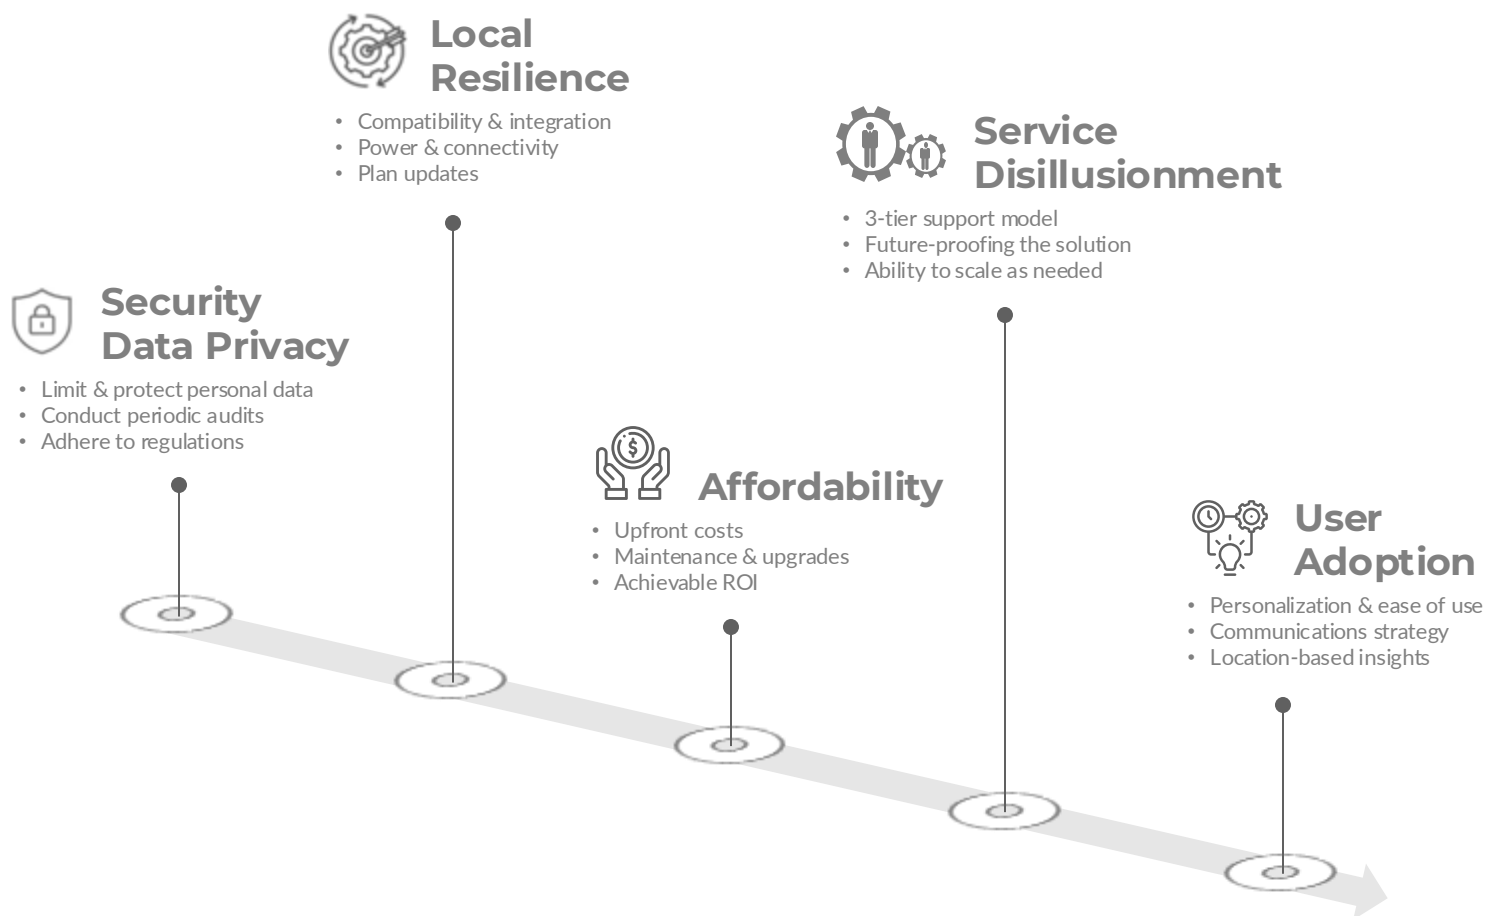 Security
Data Privacy
• Limit & protect personal data
• Conduct periodic audits
• Adhere to regulations
Local
Resilience
• Compatibility & integration
• Power & connectivity
• Plan updates
Affordability
• Upfront costs
• Maintenance & upgrades
• Achievable ROI
Service
Disillusionment
• 3-tier support model
• Future-proofing the solution
• Ability to scale as needed
User
Adoption
• Personalization & ease of use
• Communications strategy
• Location-based insights